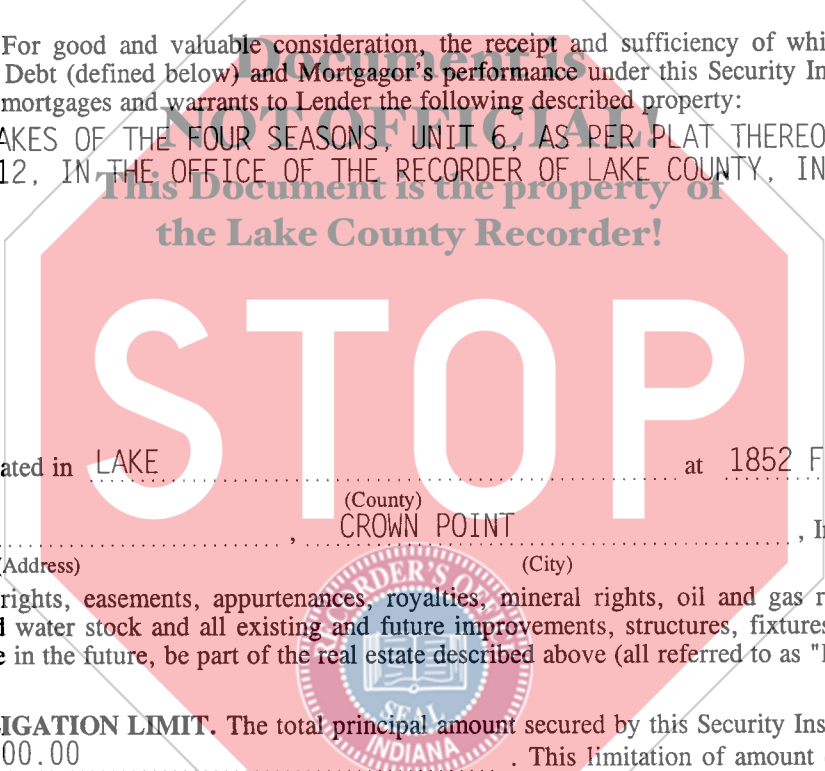 For good and valuable consideration, the receipt and sufficiency of whi
Document is
Debt (defined below) and Mortgagor's performance under this Security In
mortgages and warrants to Lender the following described property:
NOT OFFICIAL!
AKES OF THE FOUR SEASONS, UNIT 6, AS PER PLAT THEREO
12, IN THE OFFICE OF THE RECORDER OF LAKE COUNTY, IN
This Document is the property of
the Lake County Recorder!
STOP
ated in LAKE at 1852 F
(County)
, CROWN POINT , I
(Address) (City)
rights, easements, appurtenances, royalties, mineral rights, oil and gas r
water stock and all existing and future improvements, structures, fixtures
e in the future, be part of the real estate described above (all referred to as "
IGATION LIMIT. The total principal amount secured by this Security Ins
00.00 . This limitation of amount
RECORDER'S OFFICE
SEAL
INDIANA